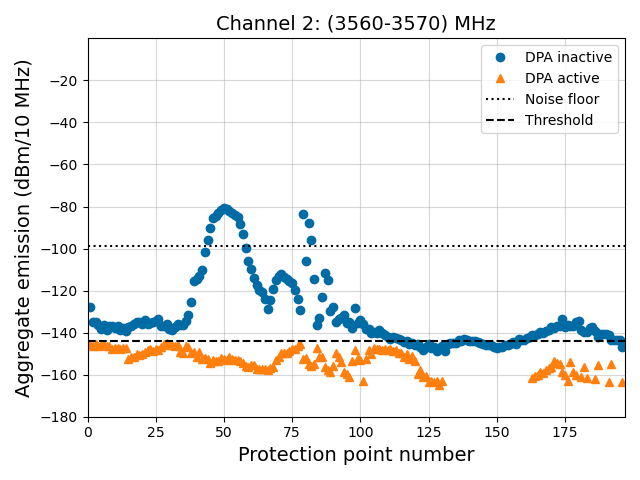 Channel 2: (3560-3570) MHz
DPA inactive
DPA active
Noise floor
Threshold
Aggregate emission (dBm/10 MHz)
−20
−40
−60
−80
−100
−120
−140
−160
−180
0 25 50 75 100 125 150 175
Protection point number